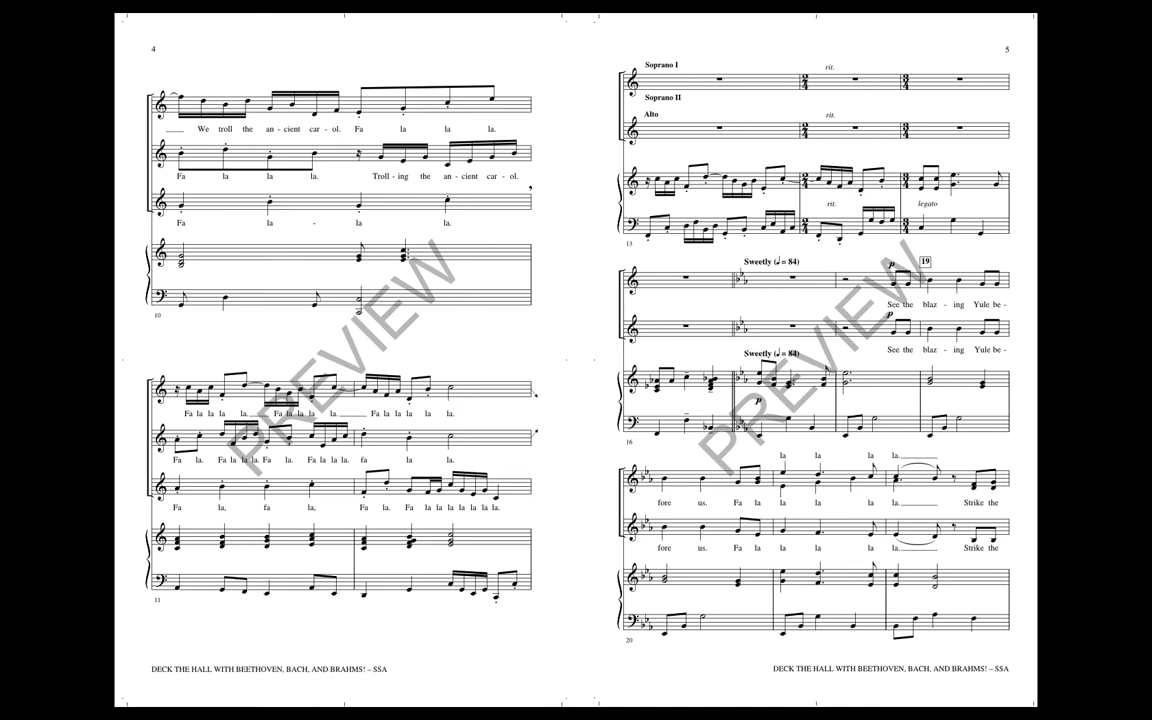 4
We troll the an - cient car - ol. Fa la la la.
Fa la la la. Troll - ing the an - cient car - ol.
Fa la - la la.
10
Fa la la la la la. Fa la la la la. Fa la la la la la.
Fa la. Fa la la la. Fa la. Fa la la la. fa la la.
Fa la, fa la, Fa la. Fa la la la la la la la.
11
DECK THE HALL WITH BEETHOVEN, BACH, AND BRAHMS! – SSA
PREVIEW
5
Soprano I
rit.
Soprano II
Alto
rit.
rit.
legato
13
Sweetly (♩ = 84)
p
19
See the blaz - ing Yule be -
p
See the blaz - ing Yule be -
Sweetly (♩ = 84)
p
16
la la la.
fore us. Fa la la la la la. Strike the
fore us. Fa la la la la la. Strike the
20
DECK THE HALL WITH BEETHOVEN, BACH, AND BRAHMS! – SSA
PREVIEW